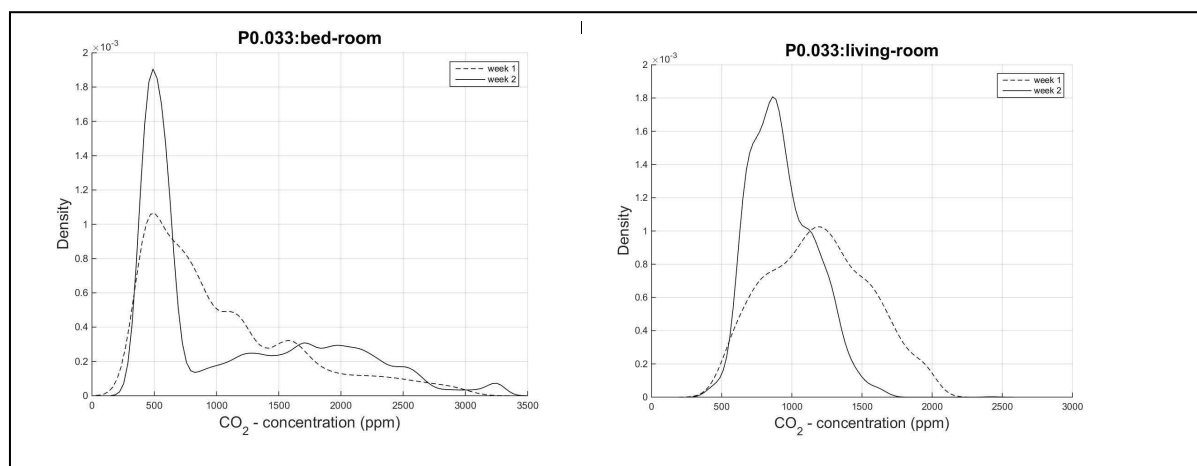 P0.033:bed-room
×10-3
2
1.8
1.6
1.4
1.2
1
0.8
0.6
0.4
0.2
0
Density
week 1
week 2
0 500 1000 1500 2000 2500 3000 3500
CO2 - concentration (ppm)
P0.033:living-room
×10-3
2
1.8
1.6
1.4
1.2
1
0.8
0.6
0.4
0.2
0
Density
week 1
week 2
0 500 1000 1500 2000 2500 3000
CO2 - concentration (ppm)